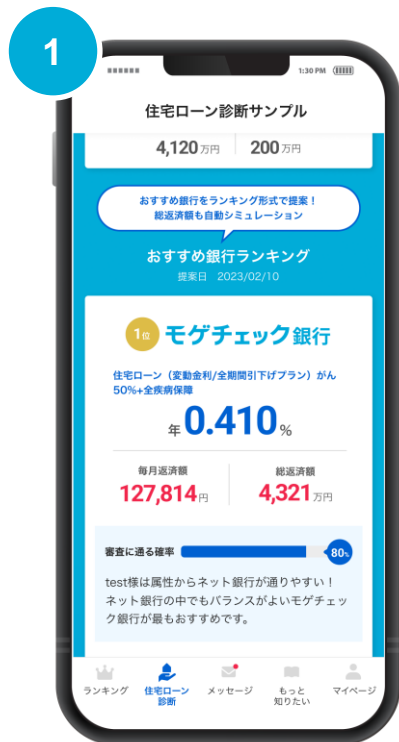 1
1:30 PM
住宅ローン診断サンプル
4,120万円 200万円
おすすめ銀行をランキング形式で提案！
総返済額も自動シミュレーション
おすすめ銀行ランキング
提案日 2023/02/10
1位 モゲチェック銀行
住宅ローン（変動金利/全期間引下げプラン）がん
50%+全疾病保障
年0.410%
毎月返済額 総返済額
127,814円 4,321万円
審査に通る確率 80%
test様は属性からネット銀行が通りやすい！
ネット銀行の中でもバランスがよいモゲチェッ
ク銀行が最もおすすめです。
ランキング 住宅ローン メッセージ もっと マイページ
診断 知りたい